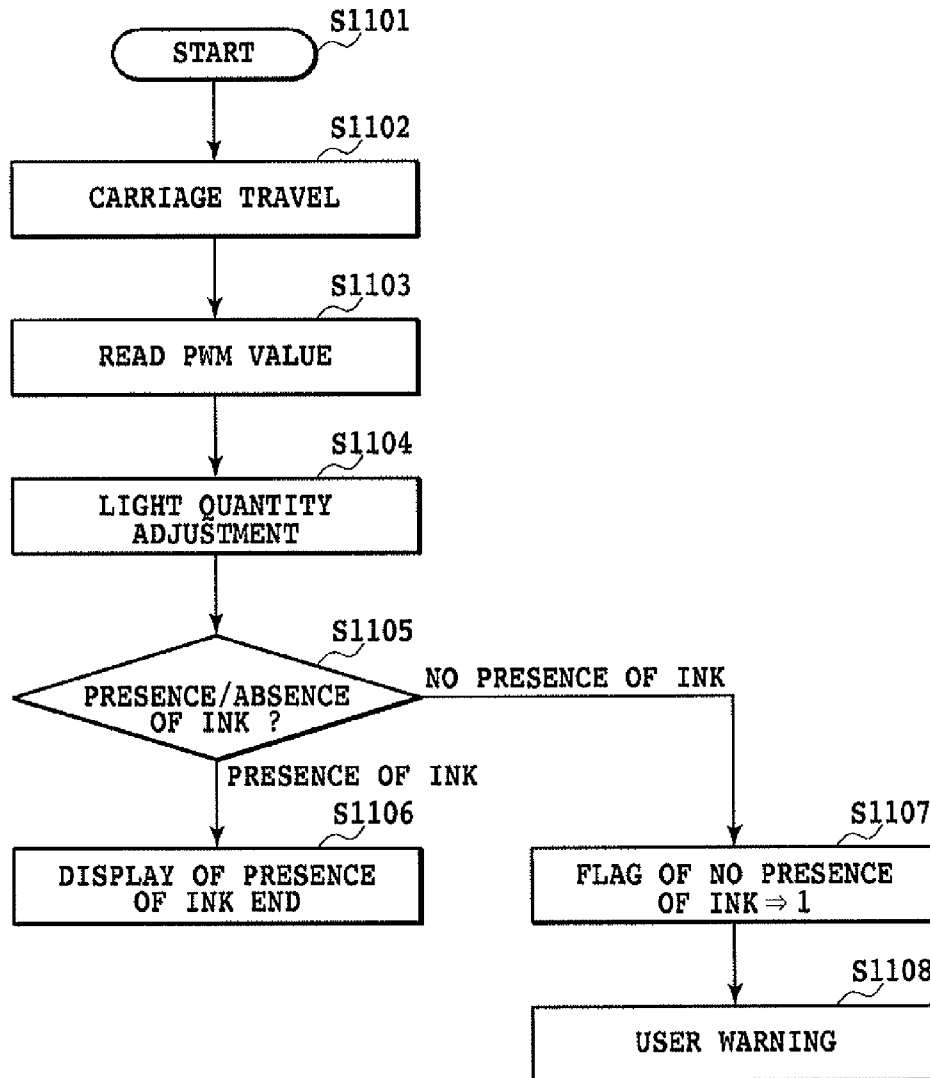 S1101
START
S1102
CARRIAGE TRAVEL
S1103
READ PWM VALUE
S1104
LIGHT QUANTITY
ADJUSTMENT
S1105
PRESENCE/ABSENCE
OF INK ?
NO PRESENCE OF INK
PRESENCE OF INK
S1106
DISPLAY OF PRESENCE
OF INK END
S1107
FLAG OF NO PRESENCE
OF INK ⇒ 1
S1108
USER WARNING